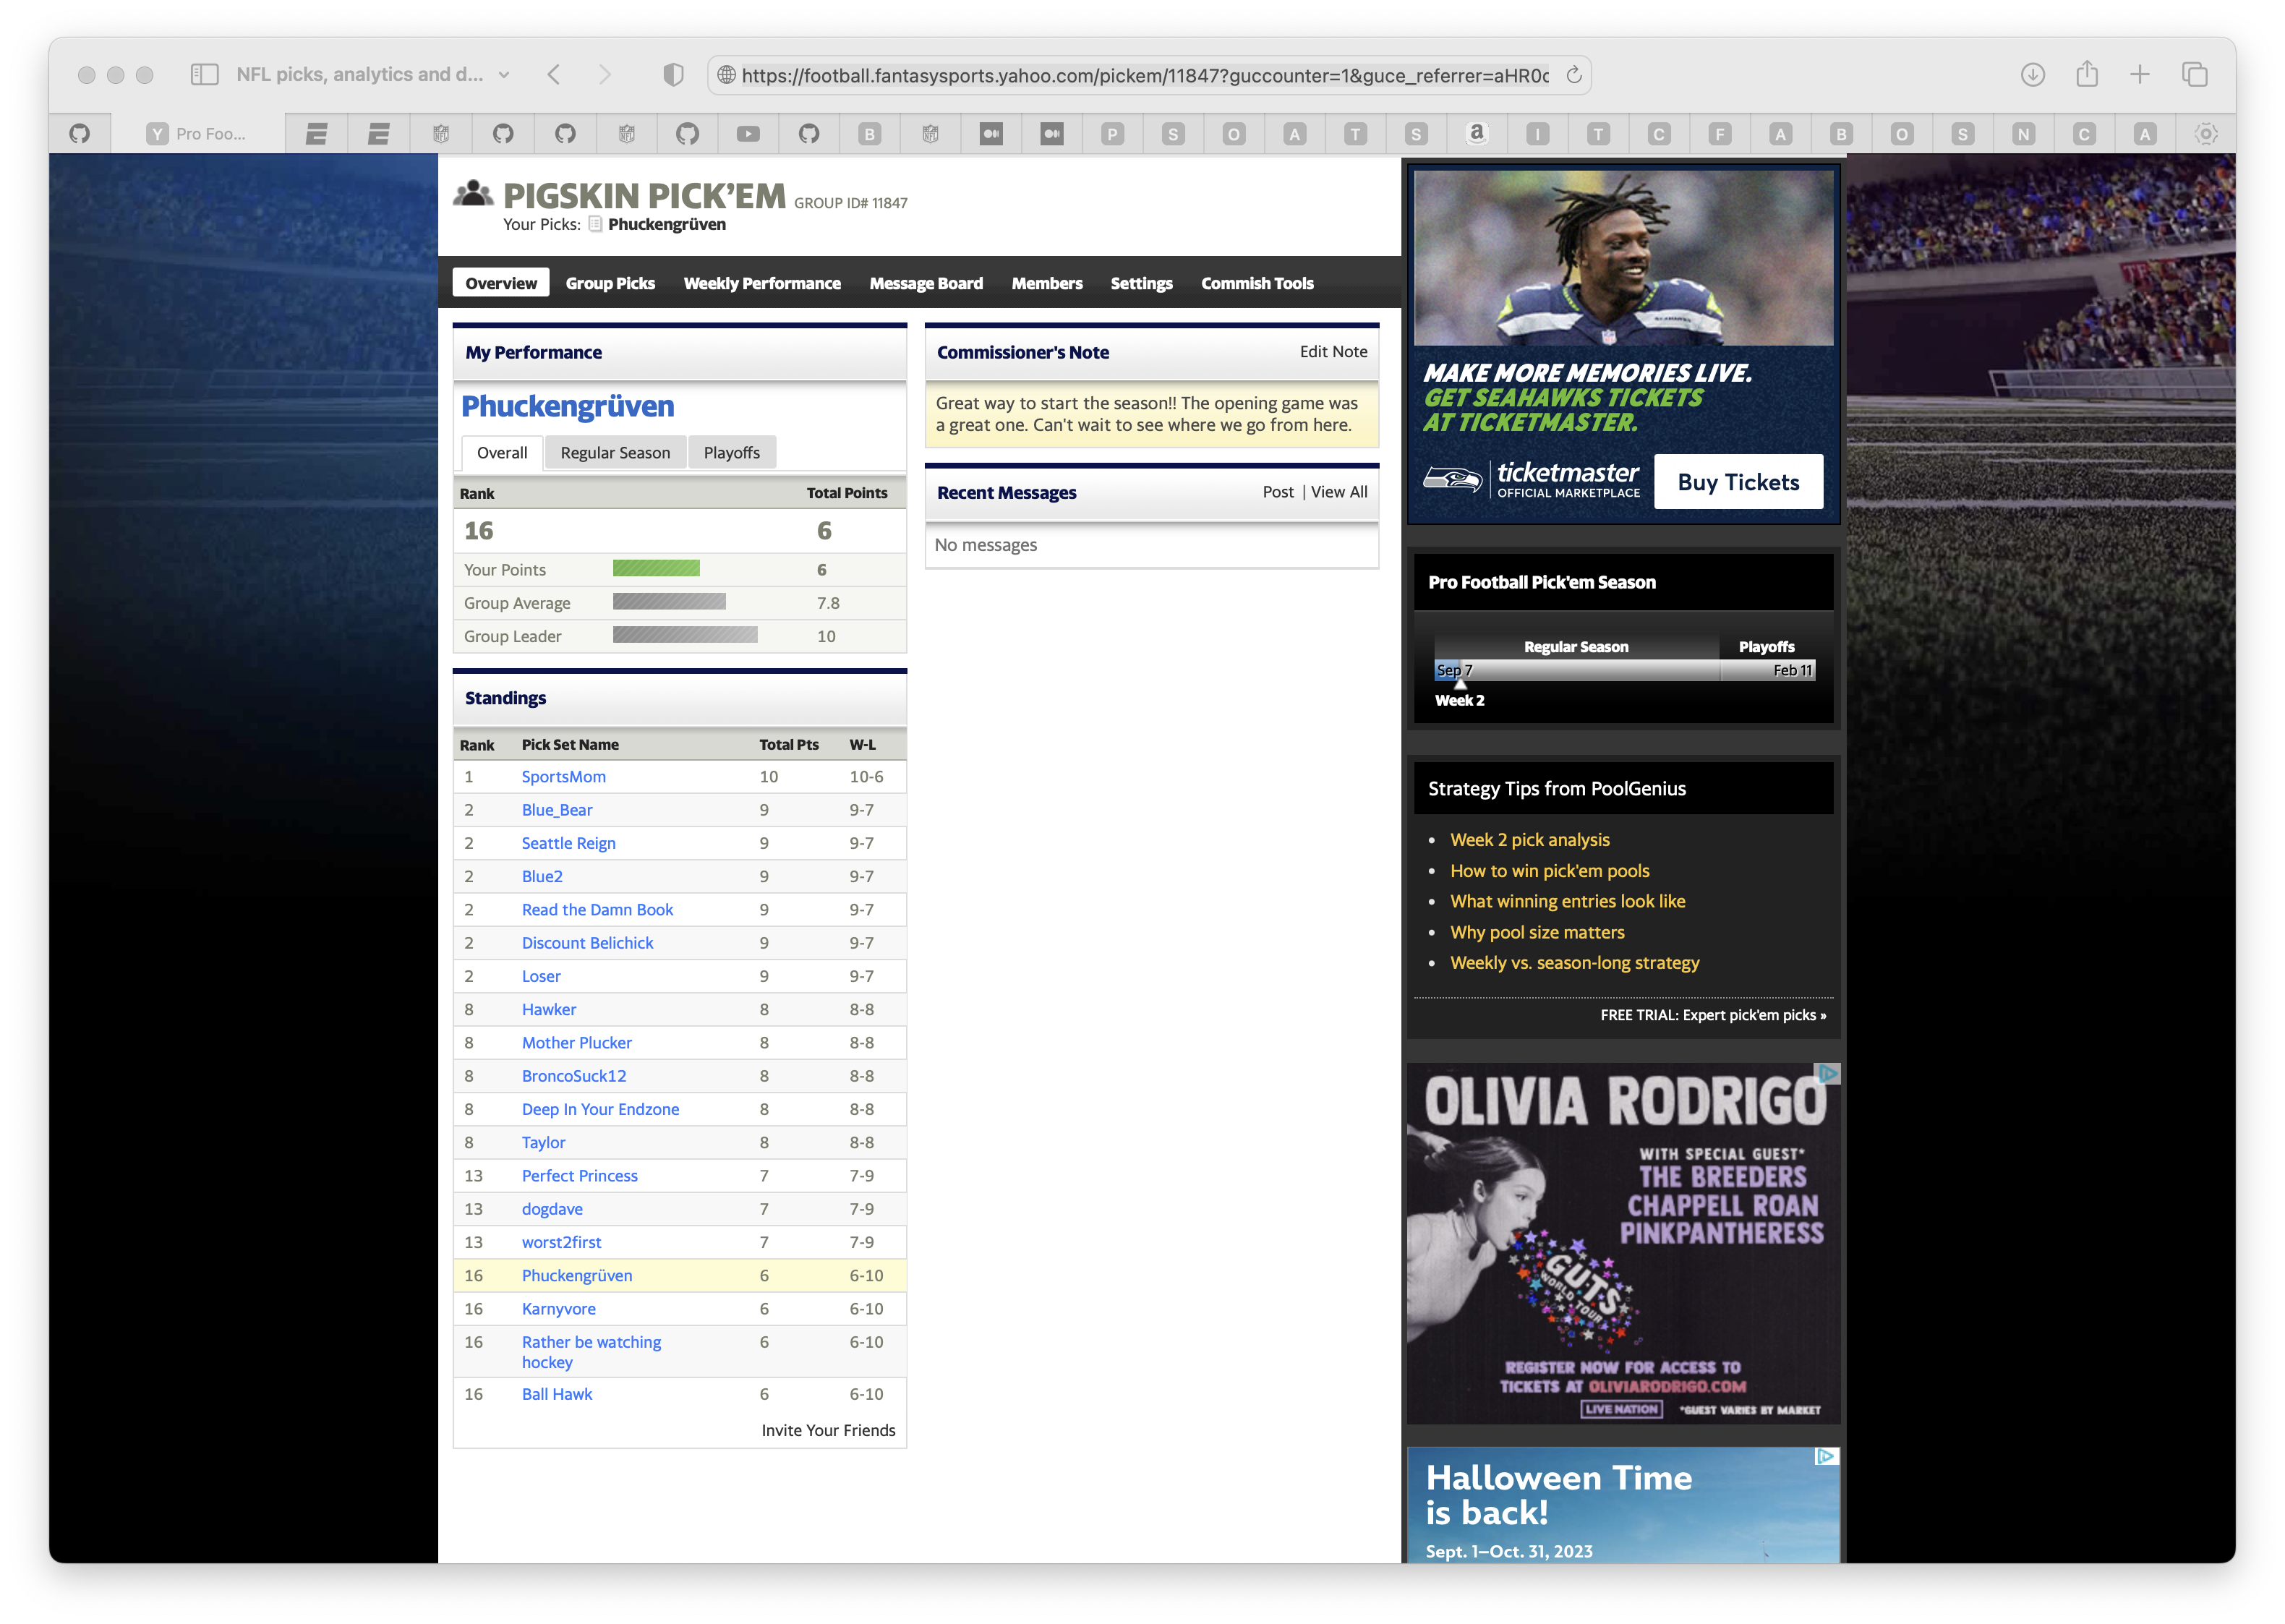 NFL picks, analytics and d...
https://football.fantasysports.yahoo.com/pickem/11847?guccounter=1&guce_referrer=aHR0c
Y Pro Foo...
B
P
S
O
A
T
S
a
I
T
C
F
A
B
O
S
N
C
A
PIGSKIN PICK'EM GROUP ID# 11847
Your Picks: Phuckengrüven
Overview Group Picks Weekly Performance Message Board Members Settings Commish Tools
My Performance
Phuckengrüven
Overall Regular Season Playoffs
Rank Total Points
16 6
Your Points 6
Group Average 7.8
Group Leader 10
Standings
Rank Pick Set Name Total Pts W-L
1 SportsMom 10 10-6
2 Blue_Bear 9 9-7
2 Seattle Reign 9 9-7
2 Blue2 9 9-7
2 Read the Damn Book 9 9-7
2 Discount Belichick 9 9-7
2 Loser 9 9-7
8 Hawker 8 8-8
8 Mother Plucker 8 8-8
8 BroncoSuck12 8 8-8
8 Deep In Your Endzone 8 8-8
8 Taylor 8 8-8
13 Perfect Princess 7 7-9
13 dogdave 7 7-9
13 worst2first 7 7-9
16 Phuckengrüven 6 6-10
16 Karnyvore 6 6-10
16 Rather be watching 6 6-10
hockey
16 Ball Hawk 6 6-10
Invite Your Friends
Commissioner's Note Edit Note
Great way to start the season!! The opening game was
a great one. Can't wait to see where we go from here.
Recent Messages Post | View All
No messages
MAKE MORE MEMORIES LIVE.
GET SEAHAWKS TICKETS
AT TICKETMASTER.
ticketmaster
OFFICIAL MARKETPLACE
Buy Tickets
Pro Football Pick'em Season
Regular Season Playoffs
Sep 7 Feb 11
Week 2
Strategy Tips from PoolGenius
• Week 2 pick analysis
• How to win pick'em pools
• What winning entries look like
• Why pool size matters
• Weekly vs. season-long strategy
FREE TRIAL: Expert pick'em picks »
OLIVIA RODRIGO
WITH SPECIAL GUEST*
THE BREEDERS
CHAPPELL ROAN
PINKPANTHERESS
GUTS
WORLD TOUR
REGISTER NOW FOR ACCESS TO
TICKETS AT OLIVIARODRIGO.COM
LIVE NATION *GUEST VARIES BY MARKET
Halloween Time
is back!
Sept. 1–Oct. 31, 2023